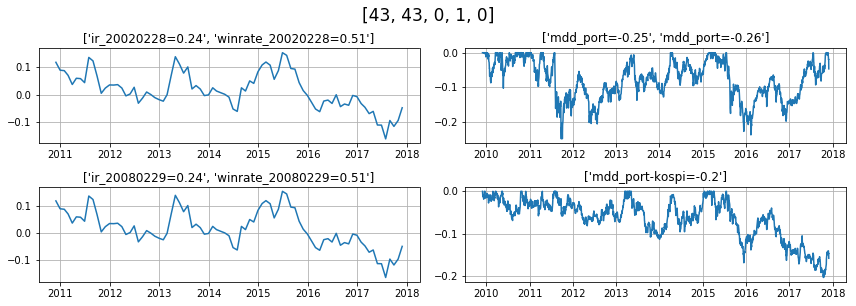 [43, 43, 0, 1, 0]
['ir_20020228=0.24', 'winrate_20020228=0.51']
0.1
0.0
−0.1
2011 2012 2013 2014 2015 2016 2017 2018
['mdd_port=-0.25', 'mdd_port=-0.26']
0.0
−0.1
−0.2
2010 2011 2012 2013 2014 2015 2016 2017 2018
['ir_20080229=0.24', 'winrate_20080229=0.51']
0.1
0.0
−0.1
2011 2012 2013 2014 2015 2016 2017 2018
['mdd_port-kospi=-0.2']
0.0
−0.1
−0.2
2010 2011 2012 2013 2014 2015 2016 2017 2018